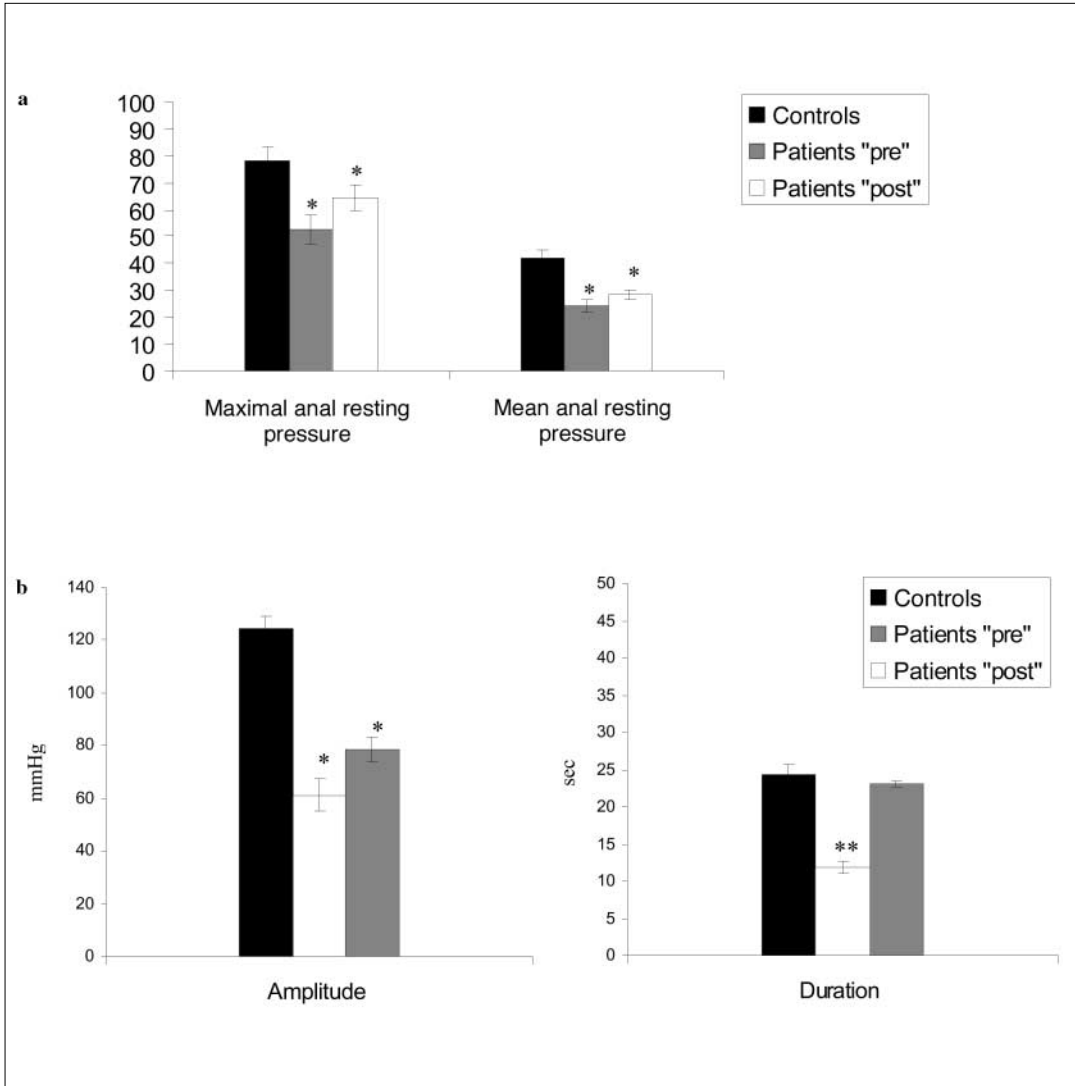 a
100
90
80
70
60
50
40
30
20
10
0
* * * *
Maximal anal resting
pressure
Mean anal resting
pressure
Controls
Patients "pre"
Patients "post"
b
140
120
100
80
60
40
20
0
mmHg
* *
Amplitude
50
45
40
35
30
25
20
15
10
5
0
sec
**
Duration
Controls
Patients "pre"
Patients "post"